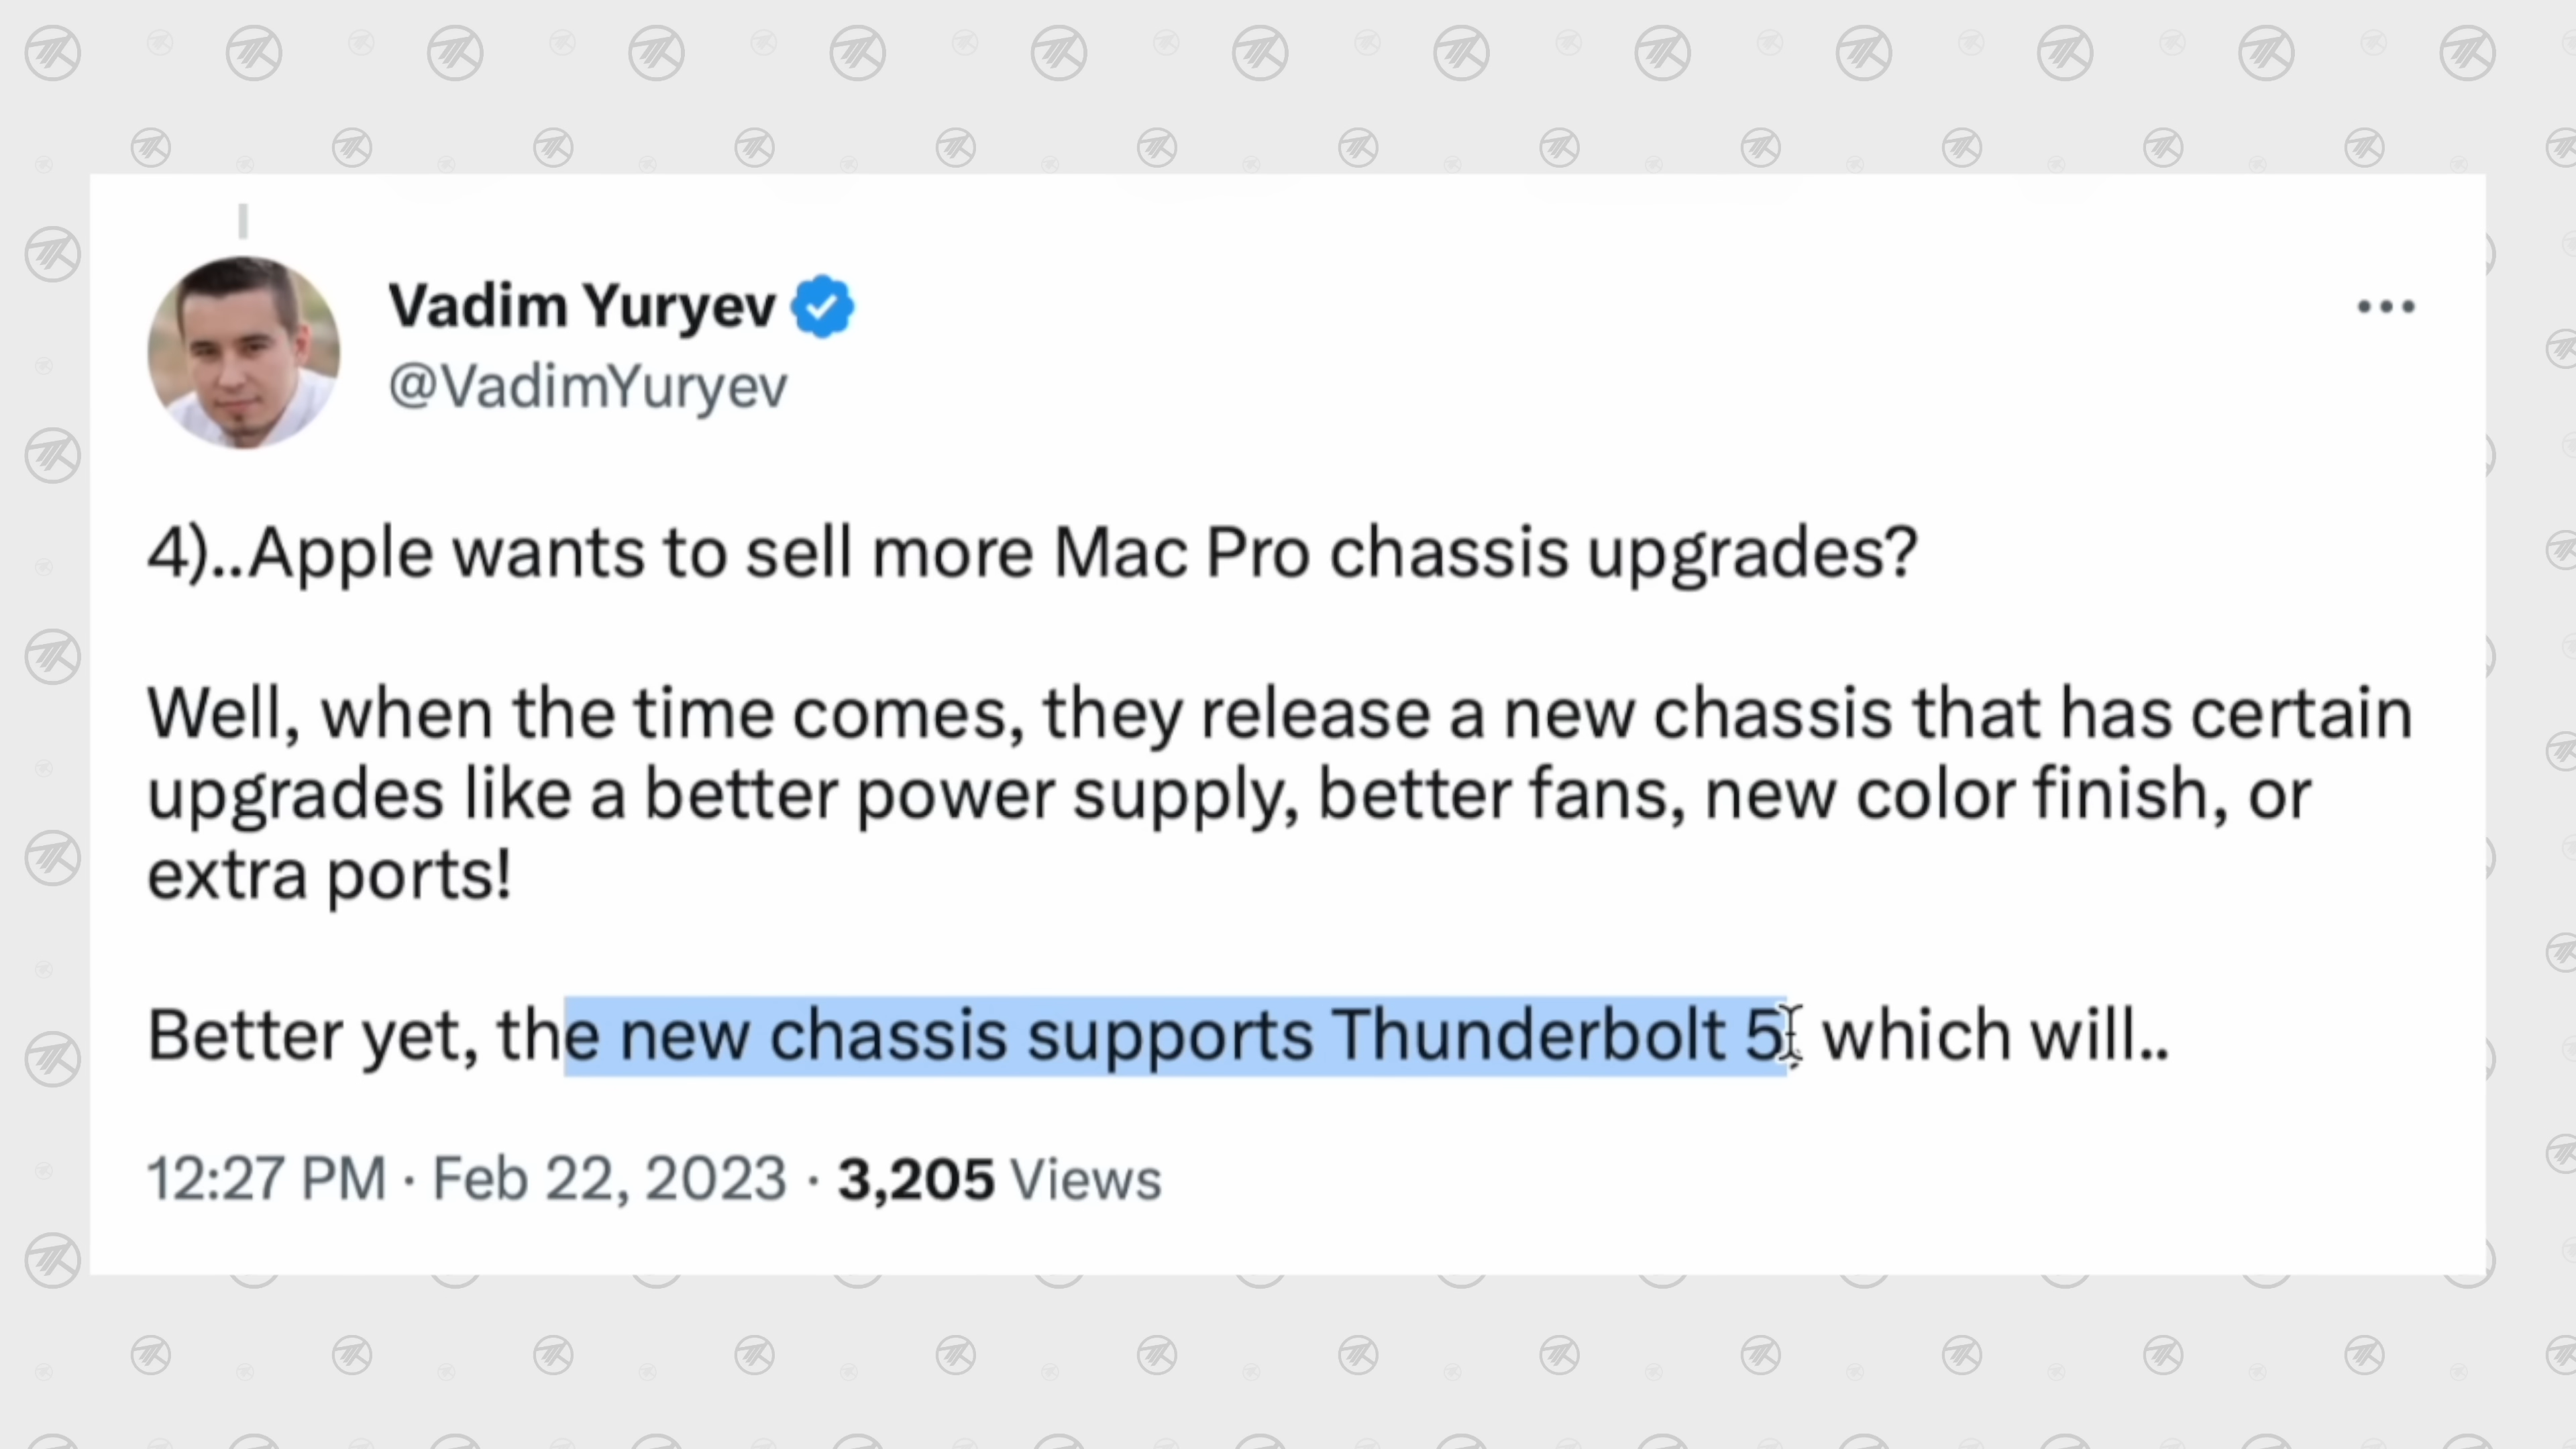 Vadim Yuryev
@VadimYuryev
4)..Apple wants to sell more Mac Pro chassis upgrades?
Well, when the time comes, they release a new chassis that has certain
upgrades like a better power supply, better fans, new color finish, or
extra ports!
Better yet, the new chassis supports Thunderbolt 5, which will..
12:27 PM · Feb 22, 2023 · 3,205 Views